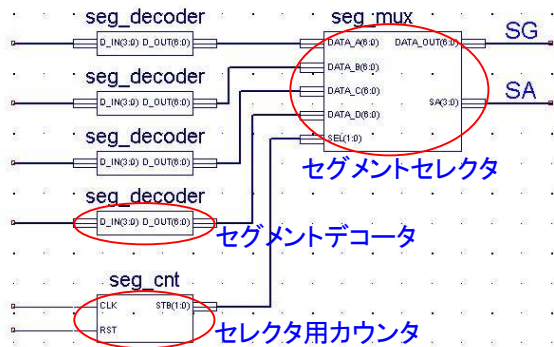 seg_decoder
D_IN(3:0) D_OUT(6:0)
seg_decoder
D_IN(3:0) D_OUT(6:0)
seg_decoder
D_IN(3:0) D_OUT(6:0)
seg_decoder
D_IN(3:0) D_OUT(6:0)
セグメントデコータ
seg_mux
DATA_A(6:0) DATA_OUT(6:0)
DATA_B(6:0)
DATA_C(6:0)
SA(3:0)
DATA_D(6:0)
SEL(1:0)
SG
SA
セグメントセレクタ
seg_cnt
CLK STB(1:0)
RST
セレクタ用カウンタ